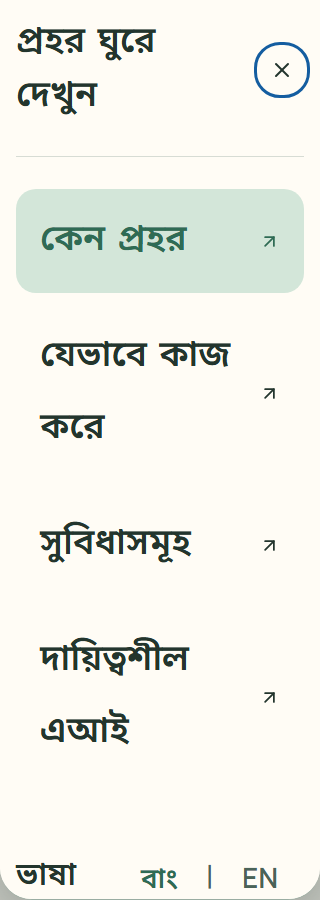 প্রহর ঘুরে
দেখুন
কেন প্রহর
যেভাবে কাজ
করে
সুবিধাসমূহ
দায়িত্বশীল
এআই
ভাষা বাং | EN